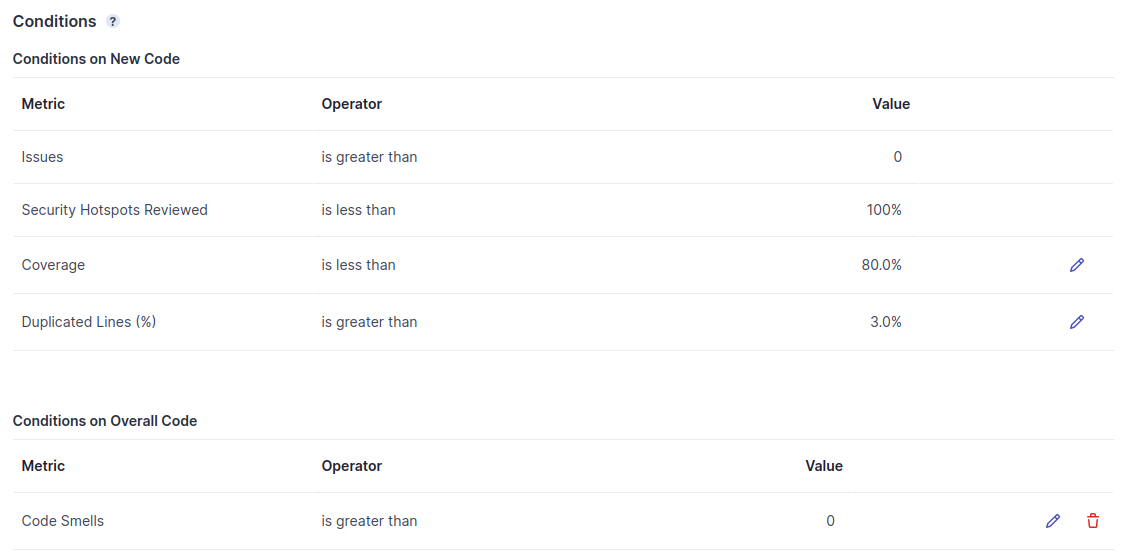 Conditions ?
Conditions on New Code
Metric Operator Value
Issues is greater than 0
Security Hotspots Reviewed is less than 100%
Coverage is less than 80.0%
Duplicated Lines (%) is greater than 3.0%
Conditions on Overall Code
Metric Operator Value
Code Smells is greater than 0